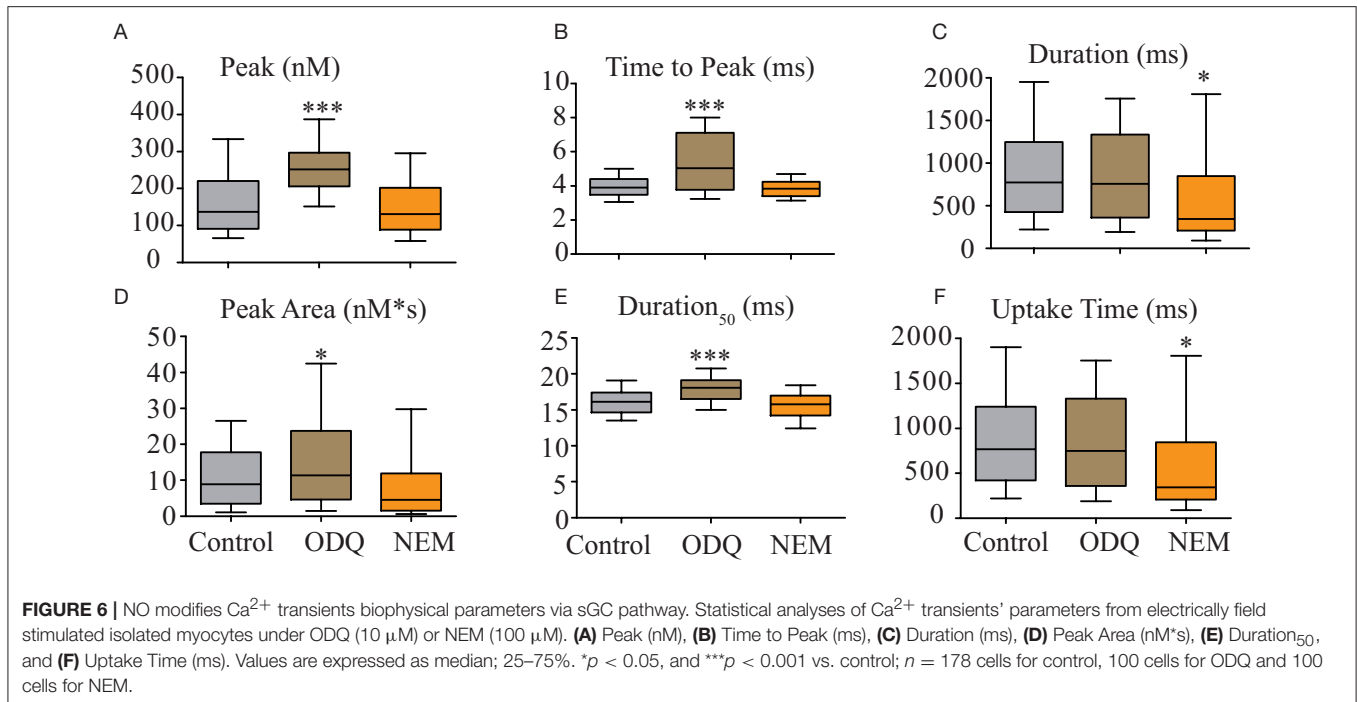 A
Peak (nM)
500
400
300
200
100
0
***
B
Time to Peak (ms)
10
8
6
4
2
0
***
C
Duration (ms)
2000
1500
1000
500
0
*
D
Peak Area (nM*s)
50
40
30
20
10
0
*
Control ODQ NEM
E
Duration50 (ms)
25
20
15
10
5
0
***
Control ODQ NEM
F
Uptake Time (ms)
2000
1500
1000
500
0
*
Control ODQ NEM
FIGURE 6 | NO modifies Ca2+ transients biophysical parameters via sGC pathway. Statistical analyses of Ca2+ transients' parameters from electrically field
stimulated isolated myocytes under ODQ (10 μM) or NEM (100 μM). (A) Peak (nM), (B) Time to Peak (ms), (C) Duration (ms), (D) Peak Area (nM*s), (E) Duration50,
and (F) Uptake Time (ms). Values are expressed as median; 25–75%. *p < 0.05, and ***p < 0.001 vs. control; n = 178 cells for control, 100 cells for ODQ and 100
cells for NEM.